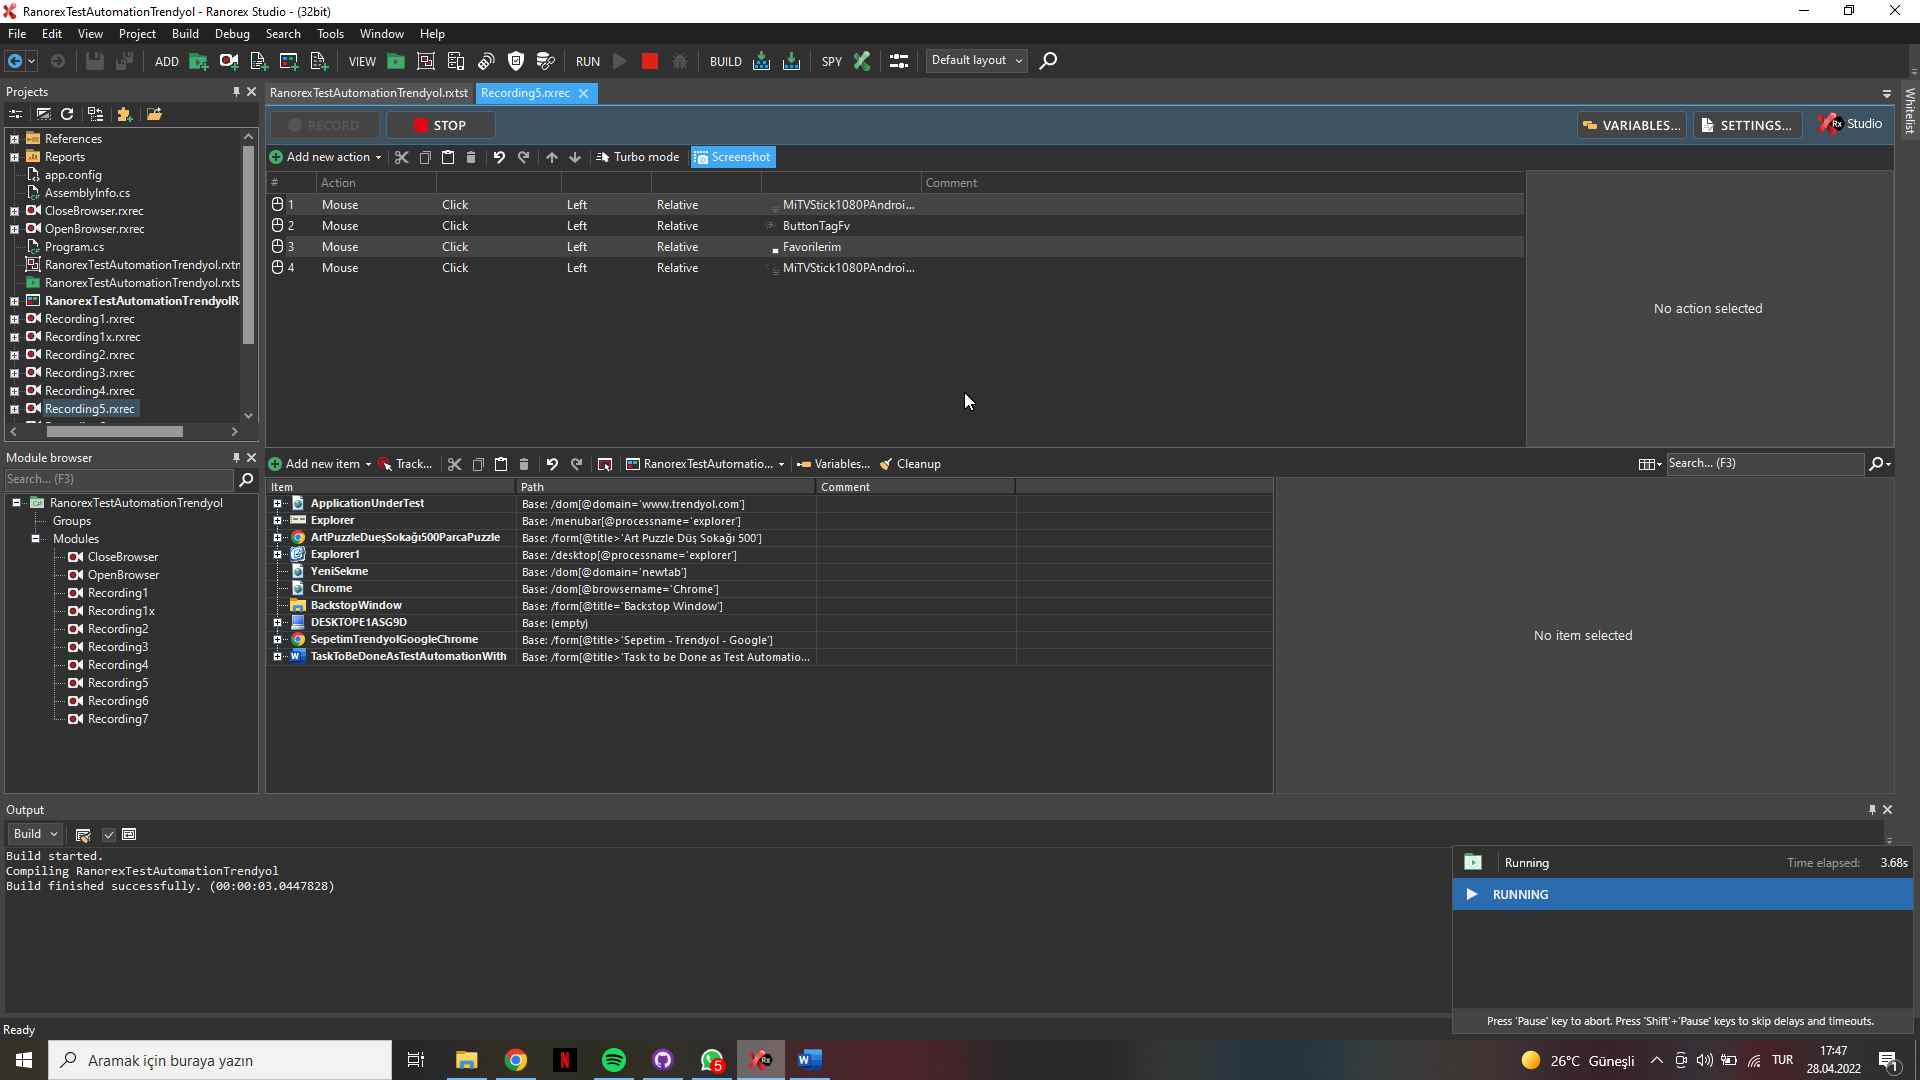 RanorexTestAutomationTrendyol - Ranorex Studio - (32bit)
File Edit View Project Build Debug Search Tools Window Help
ADD VIEW RUN BUILD SPY Default layout
Projects
References
Reports
app.config
AssemblyInfo.cs
CloseBrowser.rxrec
OpenBrowser.rxrec
Program.cs
RanorexTestAutomationTrendyol.rxtm
RanorexTestAutomationTrendyol.rxts
RanorexTestAutomationTrendyolR
Recording1.rxrec
Recording1x.rxrec
Recording2.rxrec
Recording3.rxrec
Recording4.rxrec
Recording5.rxrec
RanorexTestAutomationTrendyol.rxtst Recording5.rxrec
RECORD STOP VARIABLES... SETTINGS... Rx Studio
Whitelist
Add new action Turbo mode Screenshot
# Action Comment
1 Mouse Click Left Relative MiTVStick1080PAndroi...
2 Mouse Click Left Relative ButtonTagFv
3 Mouse Click Left Relative Favorilerim
4 Mouse Click Left Relative MiTVStick1080PAndroi...
No action selected
Module browser
Search... (F3)
RanorexTestAutomationTrendyol
Groups
Modules
CloseBrowser
OpenBrowser
Recording1
Recording1x
Recording2
Recording3
Recording4
Recording5
Recording6
Recording7
Add new item Track... RanorexTestAutomatio... Variables... Cleanup Search... (F3)
Item Path Comment
ApplicationUnderTest Base: /dom[@domain='www.trendyol.com']
Explorer Base: /menubar[@processname='explorer']
ArtPuzzleDueşSokağı500ParcaPuzzle Base: /form[@title>'Art Puzzle Düş Sokağı 500']
Explorer1 Base: /desktop[@processname='explorer']
YeniSekme Base: /dom[@domain='newtab']
Chrome Base: /dom[@browsername='Chrome']
BackstopWindow Base: /form[@title='Backstop Window']
DESKTOPE1ASG9D Base: (empty)
SepetimTrendyolGoogleChrome Base: /form[@title>'Sepetim - Trendyol - Google']
TaskToBeDoneAsTestAutomationWith Base: /form[@title>'Task to be Done as Test Automatio...
No item selected
Output
Build
Build started.
Compiling RanorexTestAutomationTrendyol
Build finished successfully. (00:00:03.0447828)
Running Time elapsed: 3.68s
RUNNING
Press 'Pause' key to abort. Press 'Shift'+'Pause' keys to skip delays and timeouts.
Ready
Aramak için buraya yazın
5
26°C Güneşli
TUR
17:47
28.04.2022
1